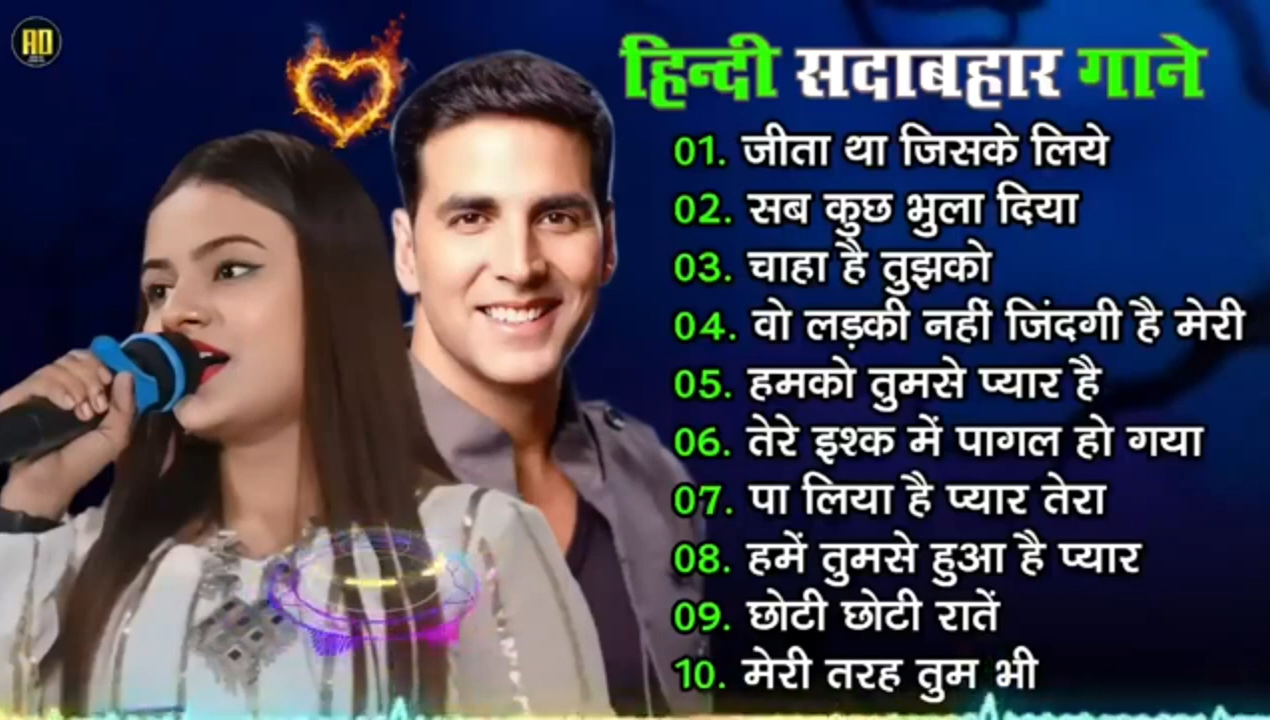 AD
हिन्दी सदाबहार गाने
01. जीता था जिसके लिये
02. सब कुछ भुला दिया
03. चाहा है तुझको
04. वो लड़की नहीं जिंदगी है मेरी
05. हमको तुमसे प्यार है
06. तेरे इश्क में पागल हो गया
07. पा लिया है प्यार तेरा
08. हमें तुमसे हुआ है प्यार
09. छोटी छोटी रातें
10. मेरी तरह तुम भी